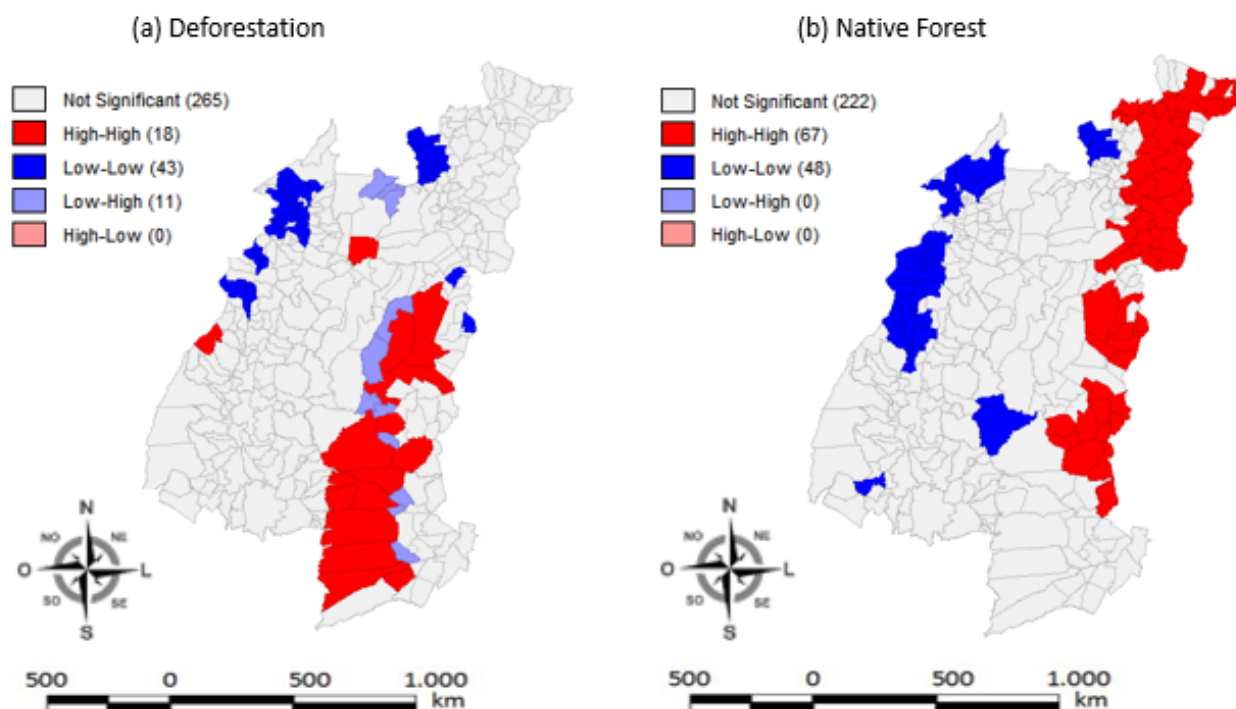 (a) Deforestation
Not Significant (265)
High-High (18)
Low-Low (43)
Low-High (11)
High-Low (0)
N
NO
NE
O
L
SO
SE
S
500
0
500
1.000
km
(b) Native Forest
Not Significant (222)
High-High (67)
Low-Low (48)
Low-High (0)
High-Low (0)
N
NO
NE
O
L
SO
SE
S
500
0
500
1.000
km